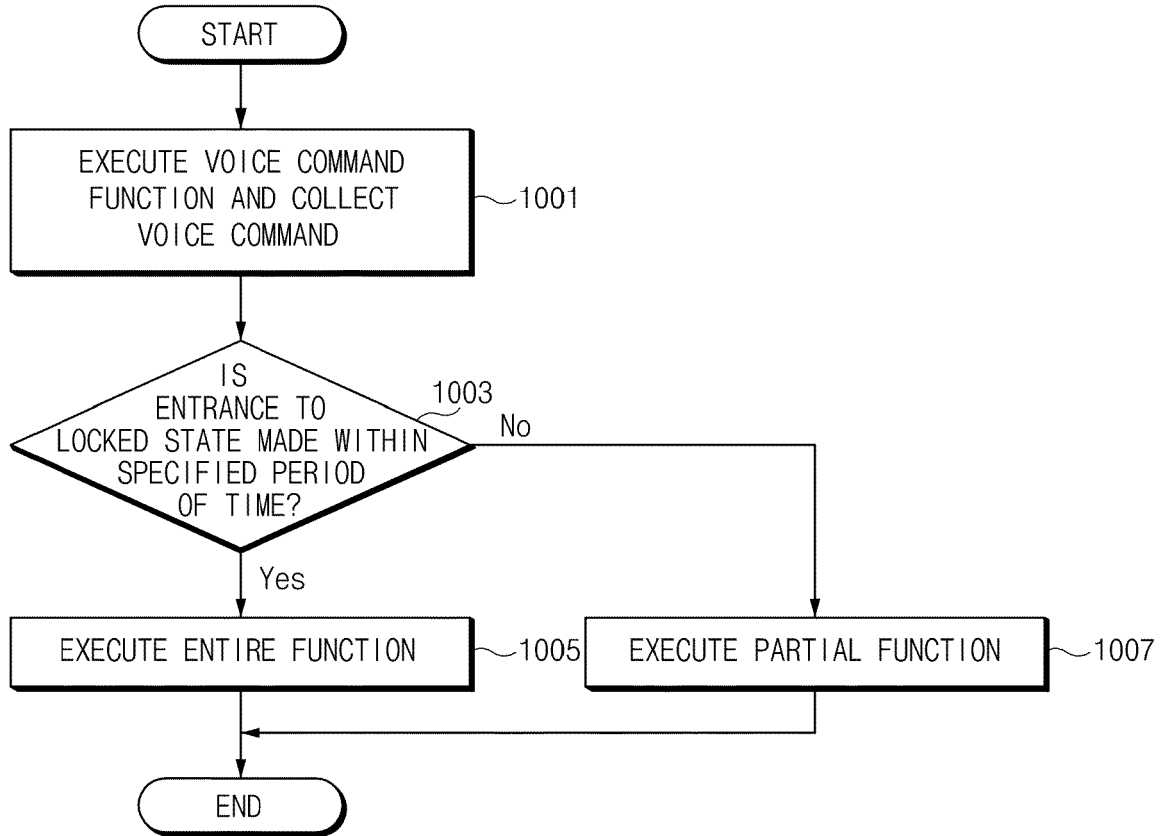 START
EXECUTE VOICE COMMAND
FUNCTION AND COLLECT
VOICE COMMAND
1001
IS
ENTRANCE TO
LOCKED STATE MADE WITHIN
SPECIFIED PERIOD
OF TIME?
1003
No
Yes
EXECUTE ENTIRE FUNCTION
1005
EXECUTE PARTIAL FUNCTION
1007
END